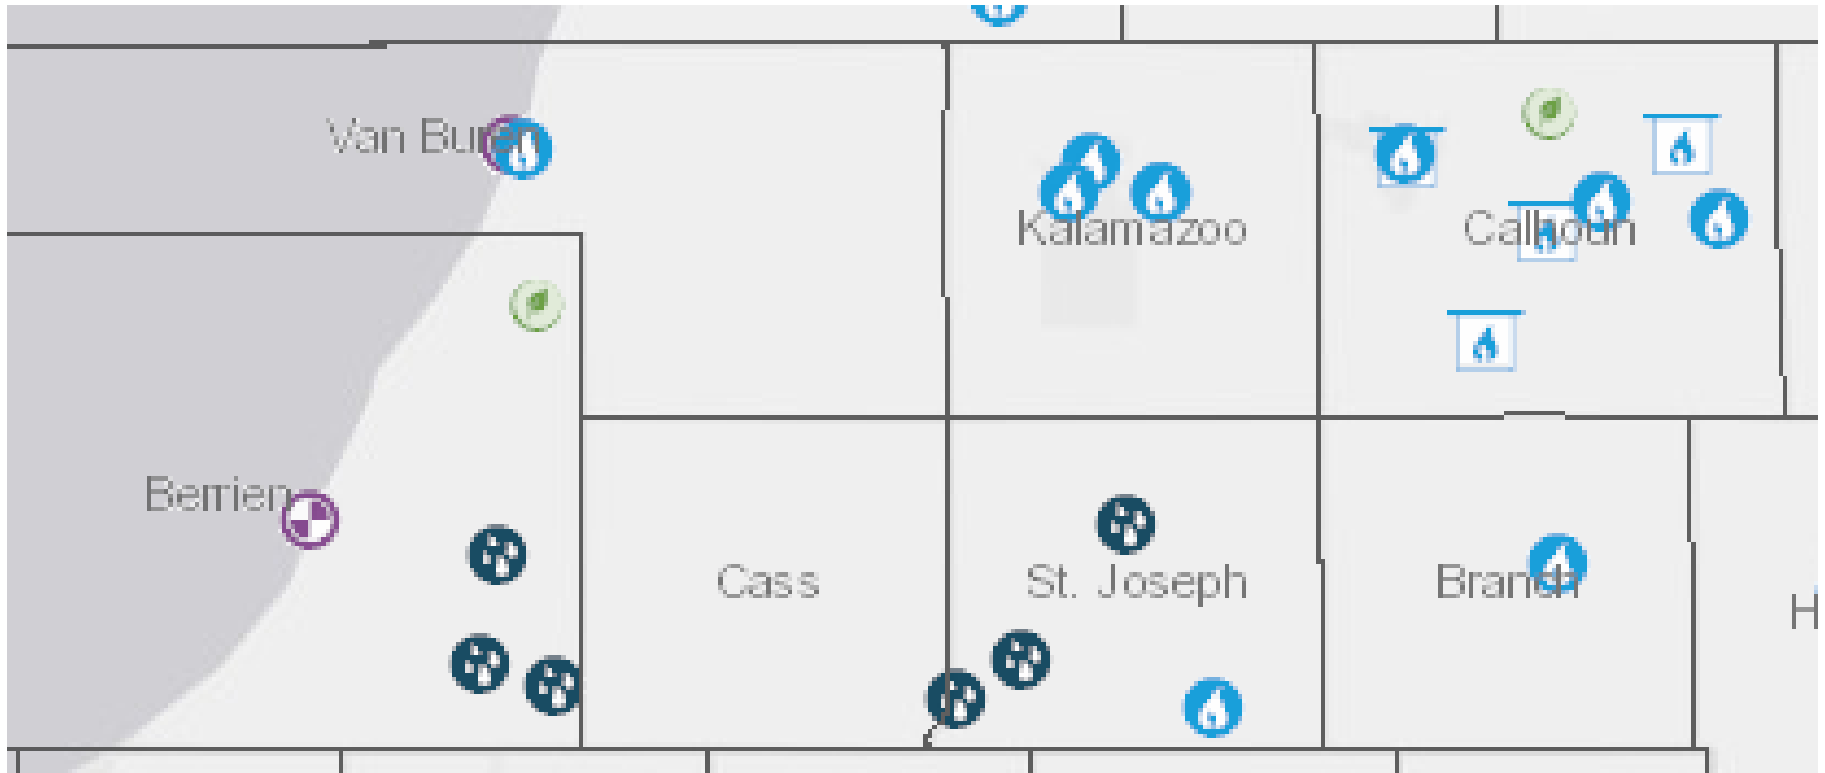 Van Buren
Kalamazoo
Calhoun
Berrien
Cass
St. Joseph
Branch
H